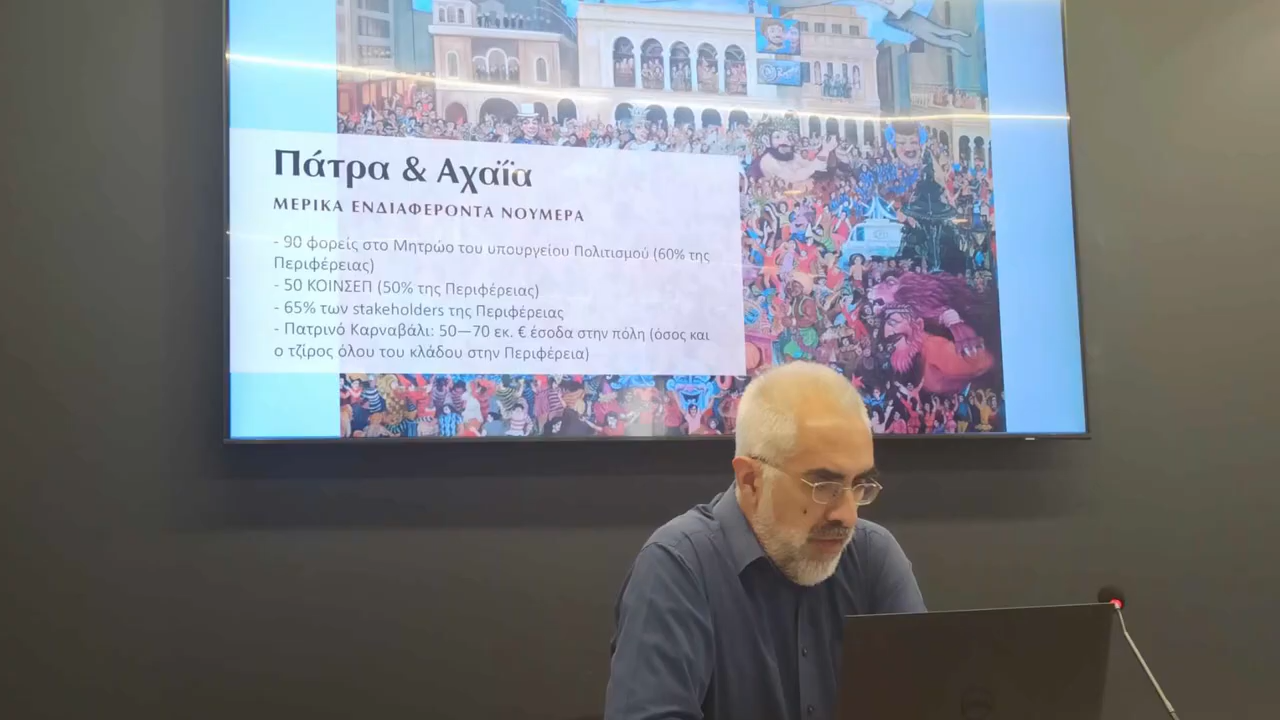 Πάτρα & Αχαΐα
ΜΕΡΙΚΑ ΕΝΔΙΑΦΕΡΟΝΤΑ ΝΟΥΜΕΡΑ
- 90 φορείς στο Μητρώο του υπουργείου Πολιτισμού (60% της
Περιφέρειας)
- 50 ΚΟΙΝΣΕΠ (50% της Περιφέρειας)
- 65% των stakeholders της Περιφέρειας
- Πατρινό Καρναβάλι: 50—70 εκ. € έσοδα στην πόλη (όσος και
ο τζίρος όλου του κλάδου στην Περιφέρεια)